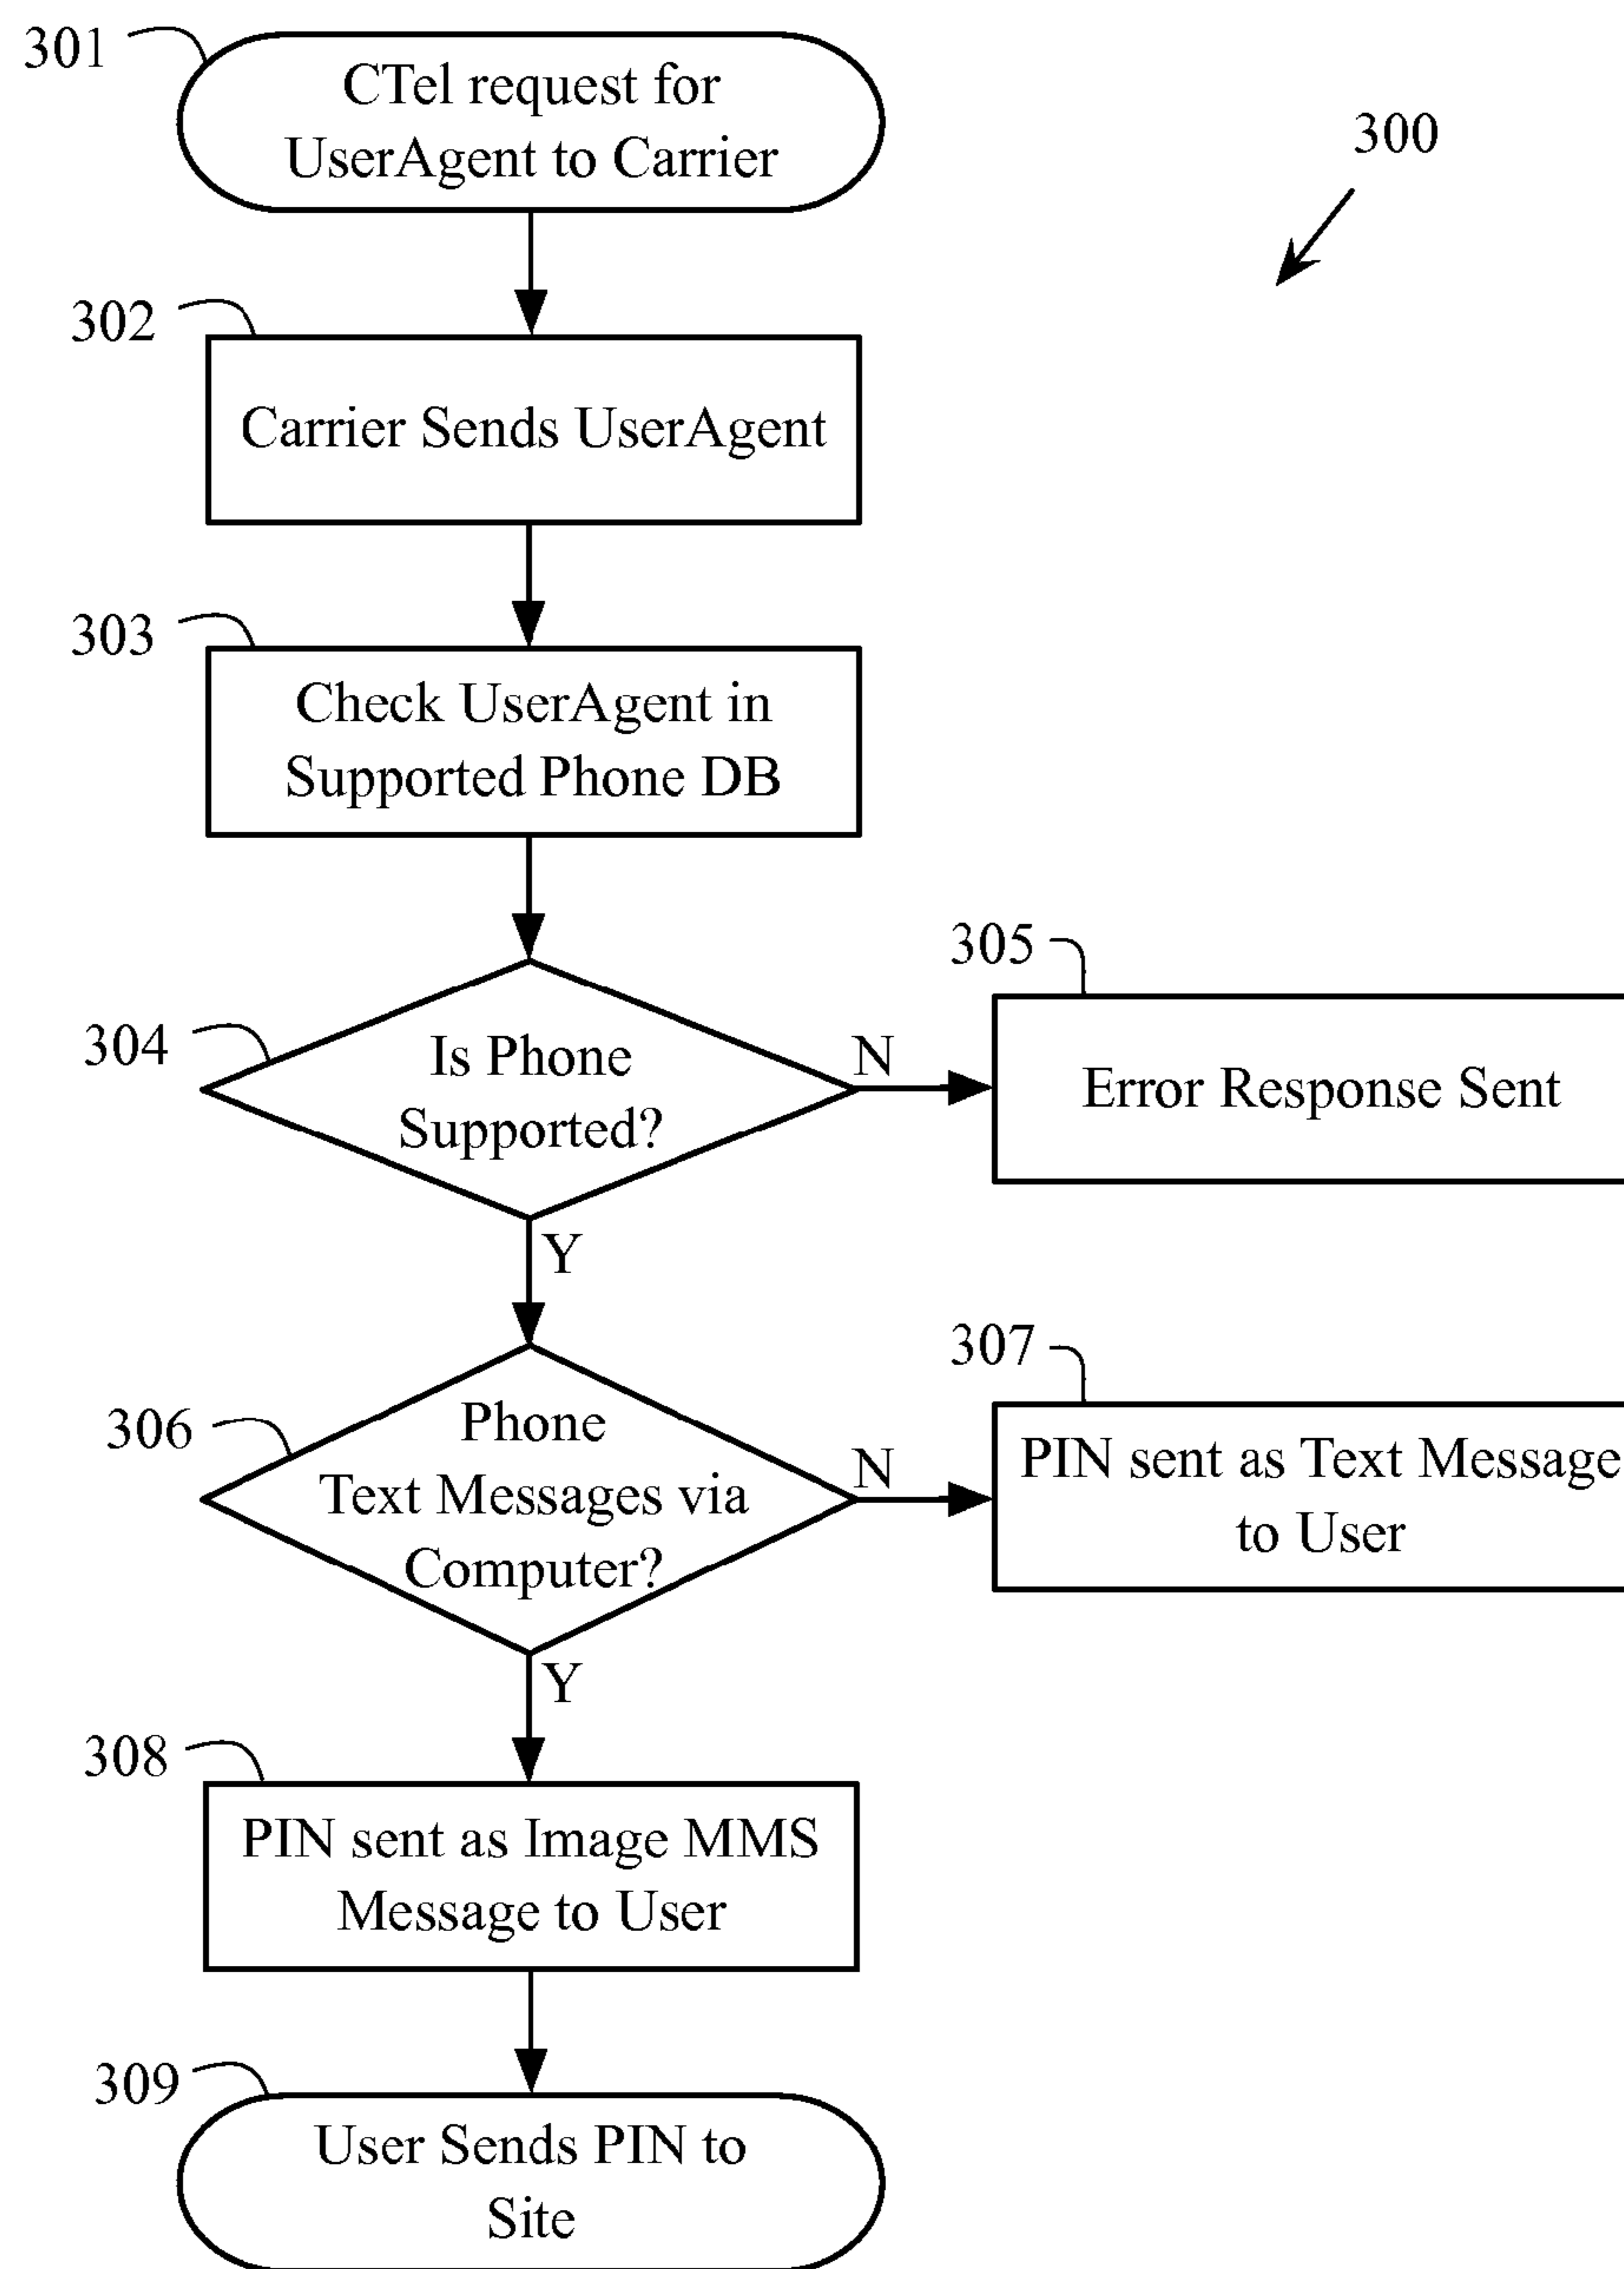 301
CTel request for
UserAgent to Carrier
300
302
Carrier Sends UserAgent
303
Check UserAgent in
Supported Phone DB
304
Is Phone
Supported?
N
305
Error Response Sent
Y
306
Phone
Text Messages via
Computer?
N
307
PIN sent as Text Message
to User
Y
308
PIN sent as Image MMS
Message to User
309
User Sends PIN to
Site